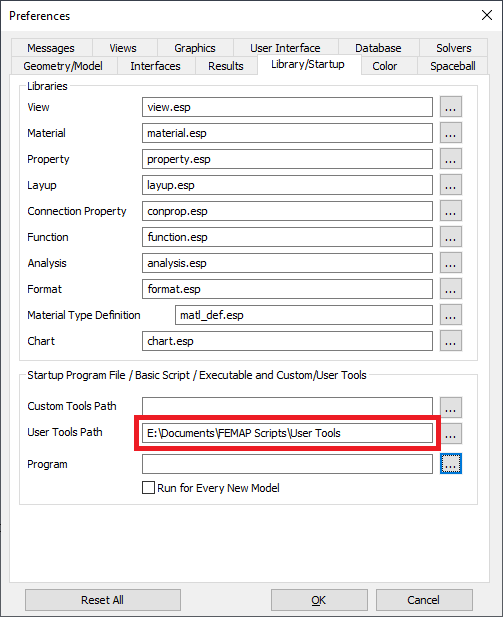 Preferences
Messages Views Graphics User Interface Database Solvers
Geometry/Model Interfaces Results Library/Startup Color Spaceball
Libraries
View view.esp ...
Material material.esp ...
Property property.esp ...
Layup layup.esp ...
Connection Property conprop.esp ...
Function function.esp ...
Analysis analysis.esp ...
Format format.esp ...
Material Type Definition matl_def.esp ...
Chart chart.esp ...
Startup Program File / Basic Script / Executable and Custom/User Tools
Custom Tools Path ...
User Tools Path E:\Documents\FEMAP Scripts\User Tools ...
Program ...
Run for Every New Model
Reset All OK Cancel